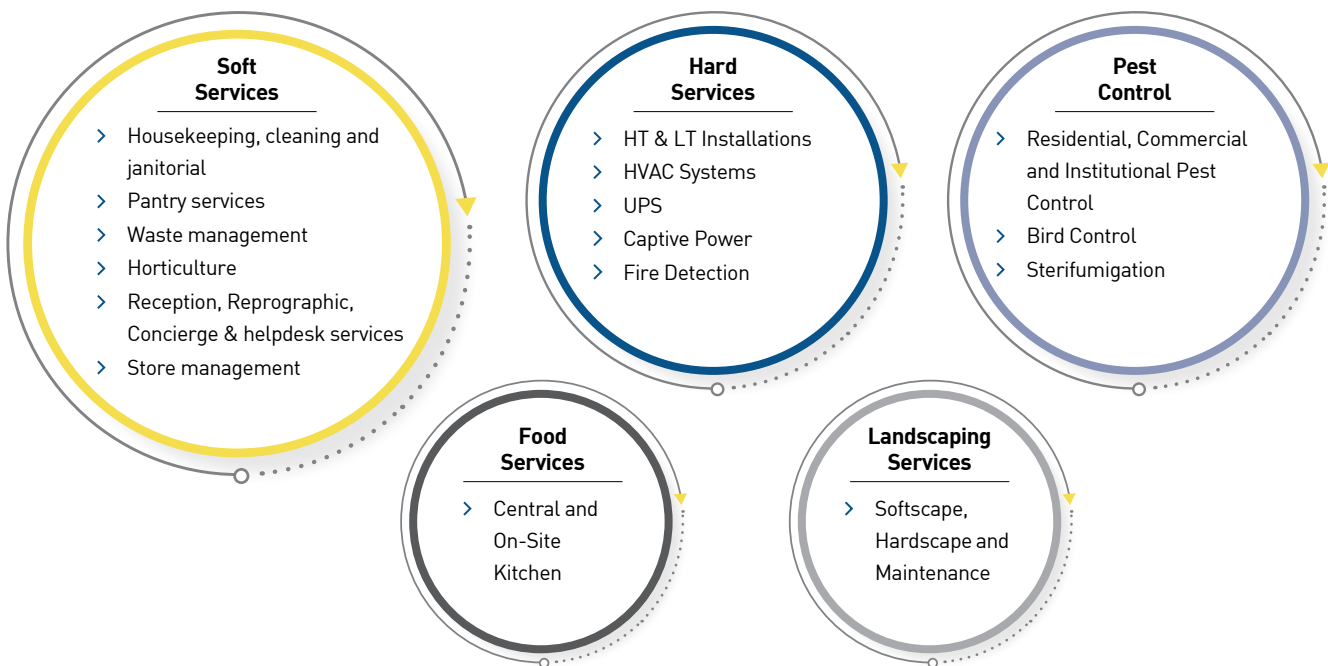 Soft
Services
Housekeeping, cleaning and
janitorial
Pantry services
Waste management
Horticulture
Reception, Reprographic,
Concierge & helpdesk services
Store management
Hard
Services
HT & LT Installations
HVAC Systems
UPS
Captive Power
Fire Detection
Pest
Control
Residential, Commercial
and Institutional Pest
Control
Bird Control
Sterifumigation
Food
Services
Central and
On-Site
Kitchen
Landscaping
Services
Softscape,
Hardscape and
Maintenance